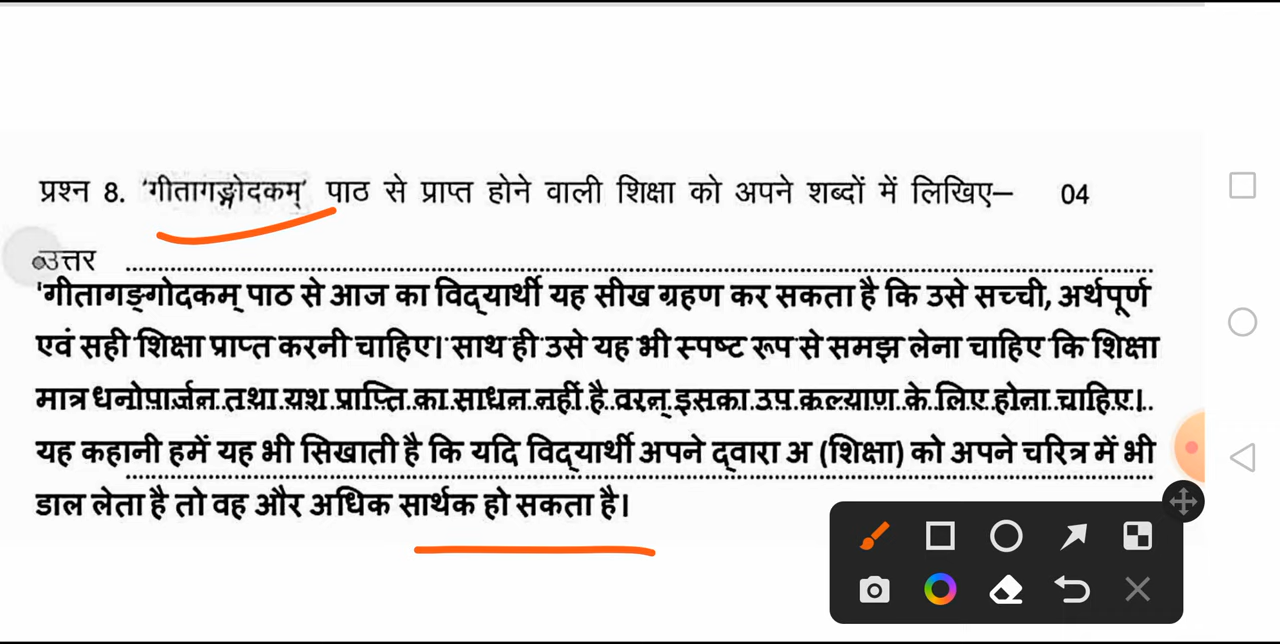 प्रश्न 8. 'गीतागङ्गोदकम्' पाठ से प्राप्त होने वाली शिक्षा को अपने शब्दों में लिखिए– 04
उत्तर
'गीतागङ्गोदकम् पाठ से आज का विद्यार्थी यह सीख ग्रहण कर सकता है कि उसे सच्ची, अर्थपूर्ण
एवं सही शिक्षा प्राप्त करनी चाहिए। साथ ही उसे यह भी स्पष्ट रूप से समझ लेना चाहिए कि शिक्षा
मात्र धनोपार्जन तथा यश प्राप्ति का साधन नहीं है वरन् इसका उप कल्याण के लिए होना चाहिए।
यह कहानी हमें यह भी सिखाती है कि यदि विद्यार्थी अपने द्वारा अ (शिक्षा) को अपने चरित्र में भी
डाल लेता है तो वह और अधिक सार्थक हो सकता है।